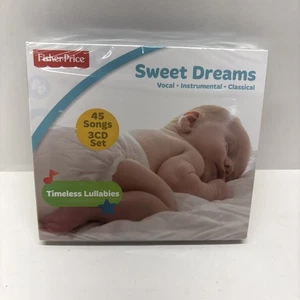 Fisher-Price
Sweet Dreams
Vocal • Instrumental • Classical
45
Songs
3CD
Set
Timeless Lullabies